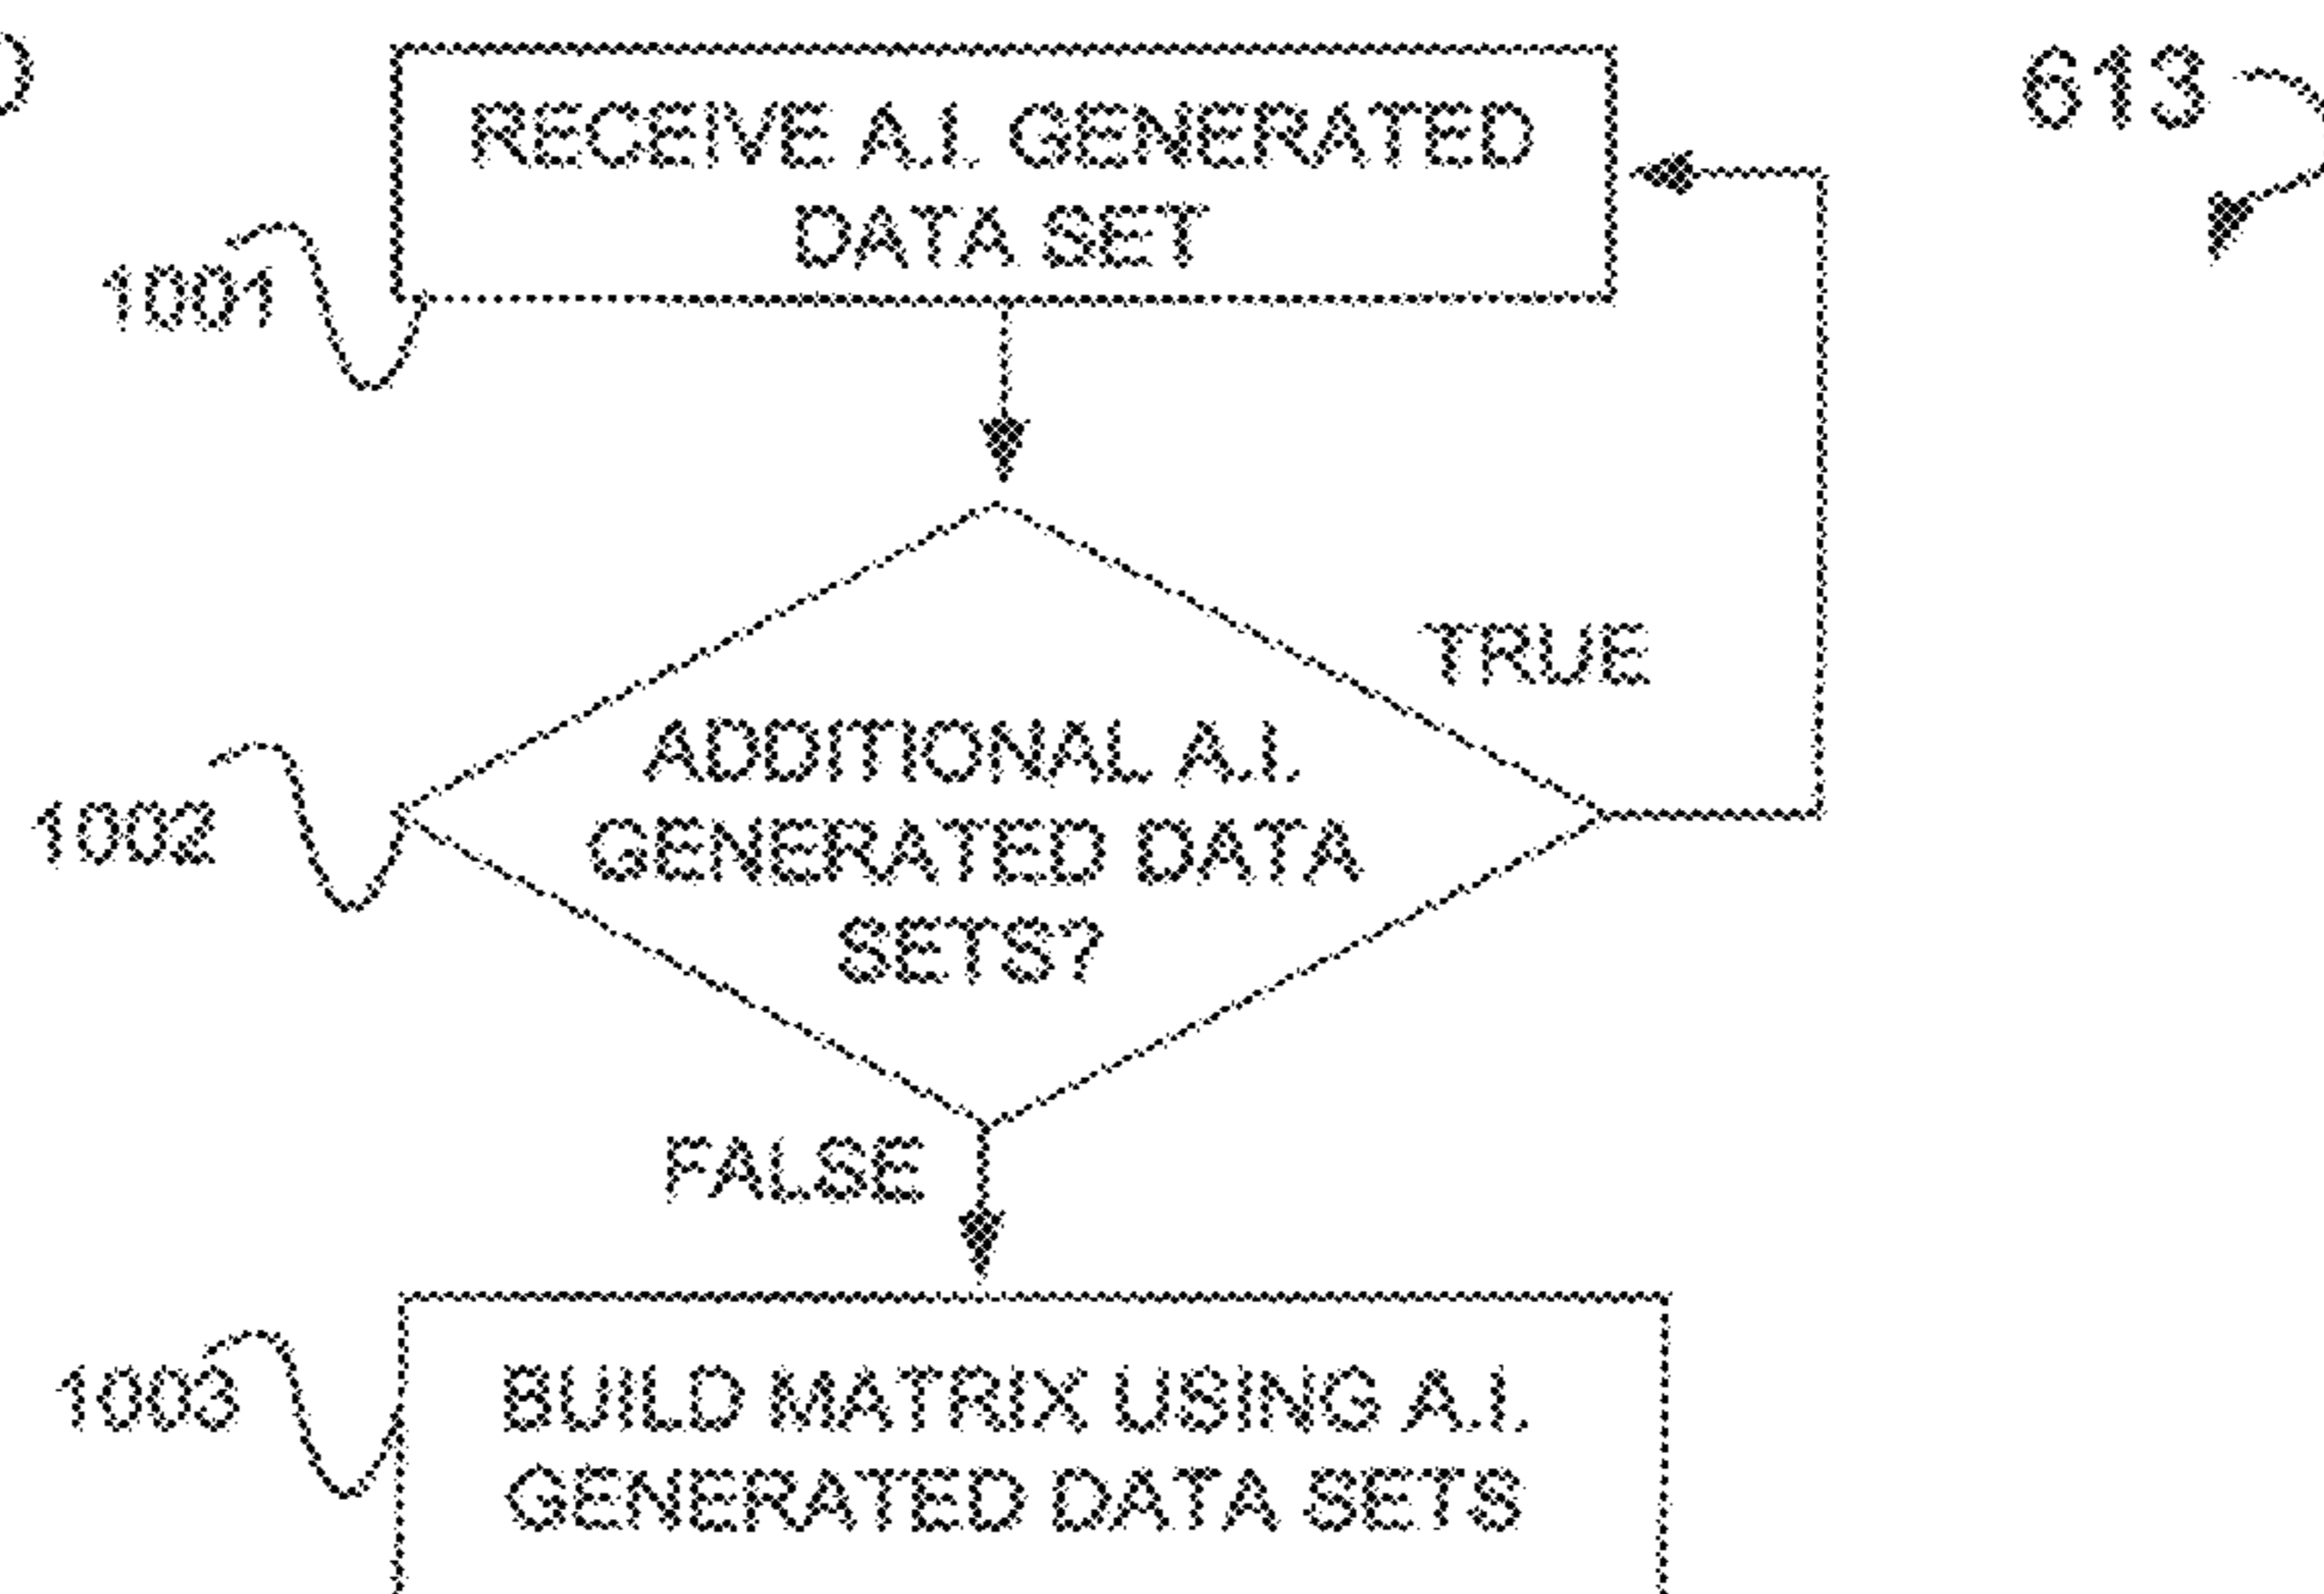 613
RECEIVE A.I. GENERATED
DATA SET
1001
TRUE
ADDITIONAL A.I.
GENERATED DATA
SETS?
1002
FALSE
1003
BUILD MATRIX USING A.I.
GENERATED DATA SETS